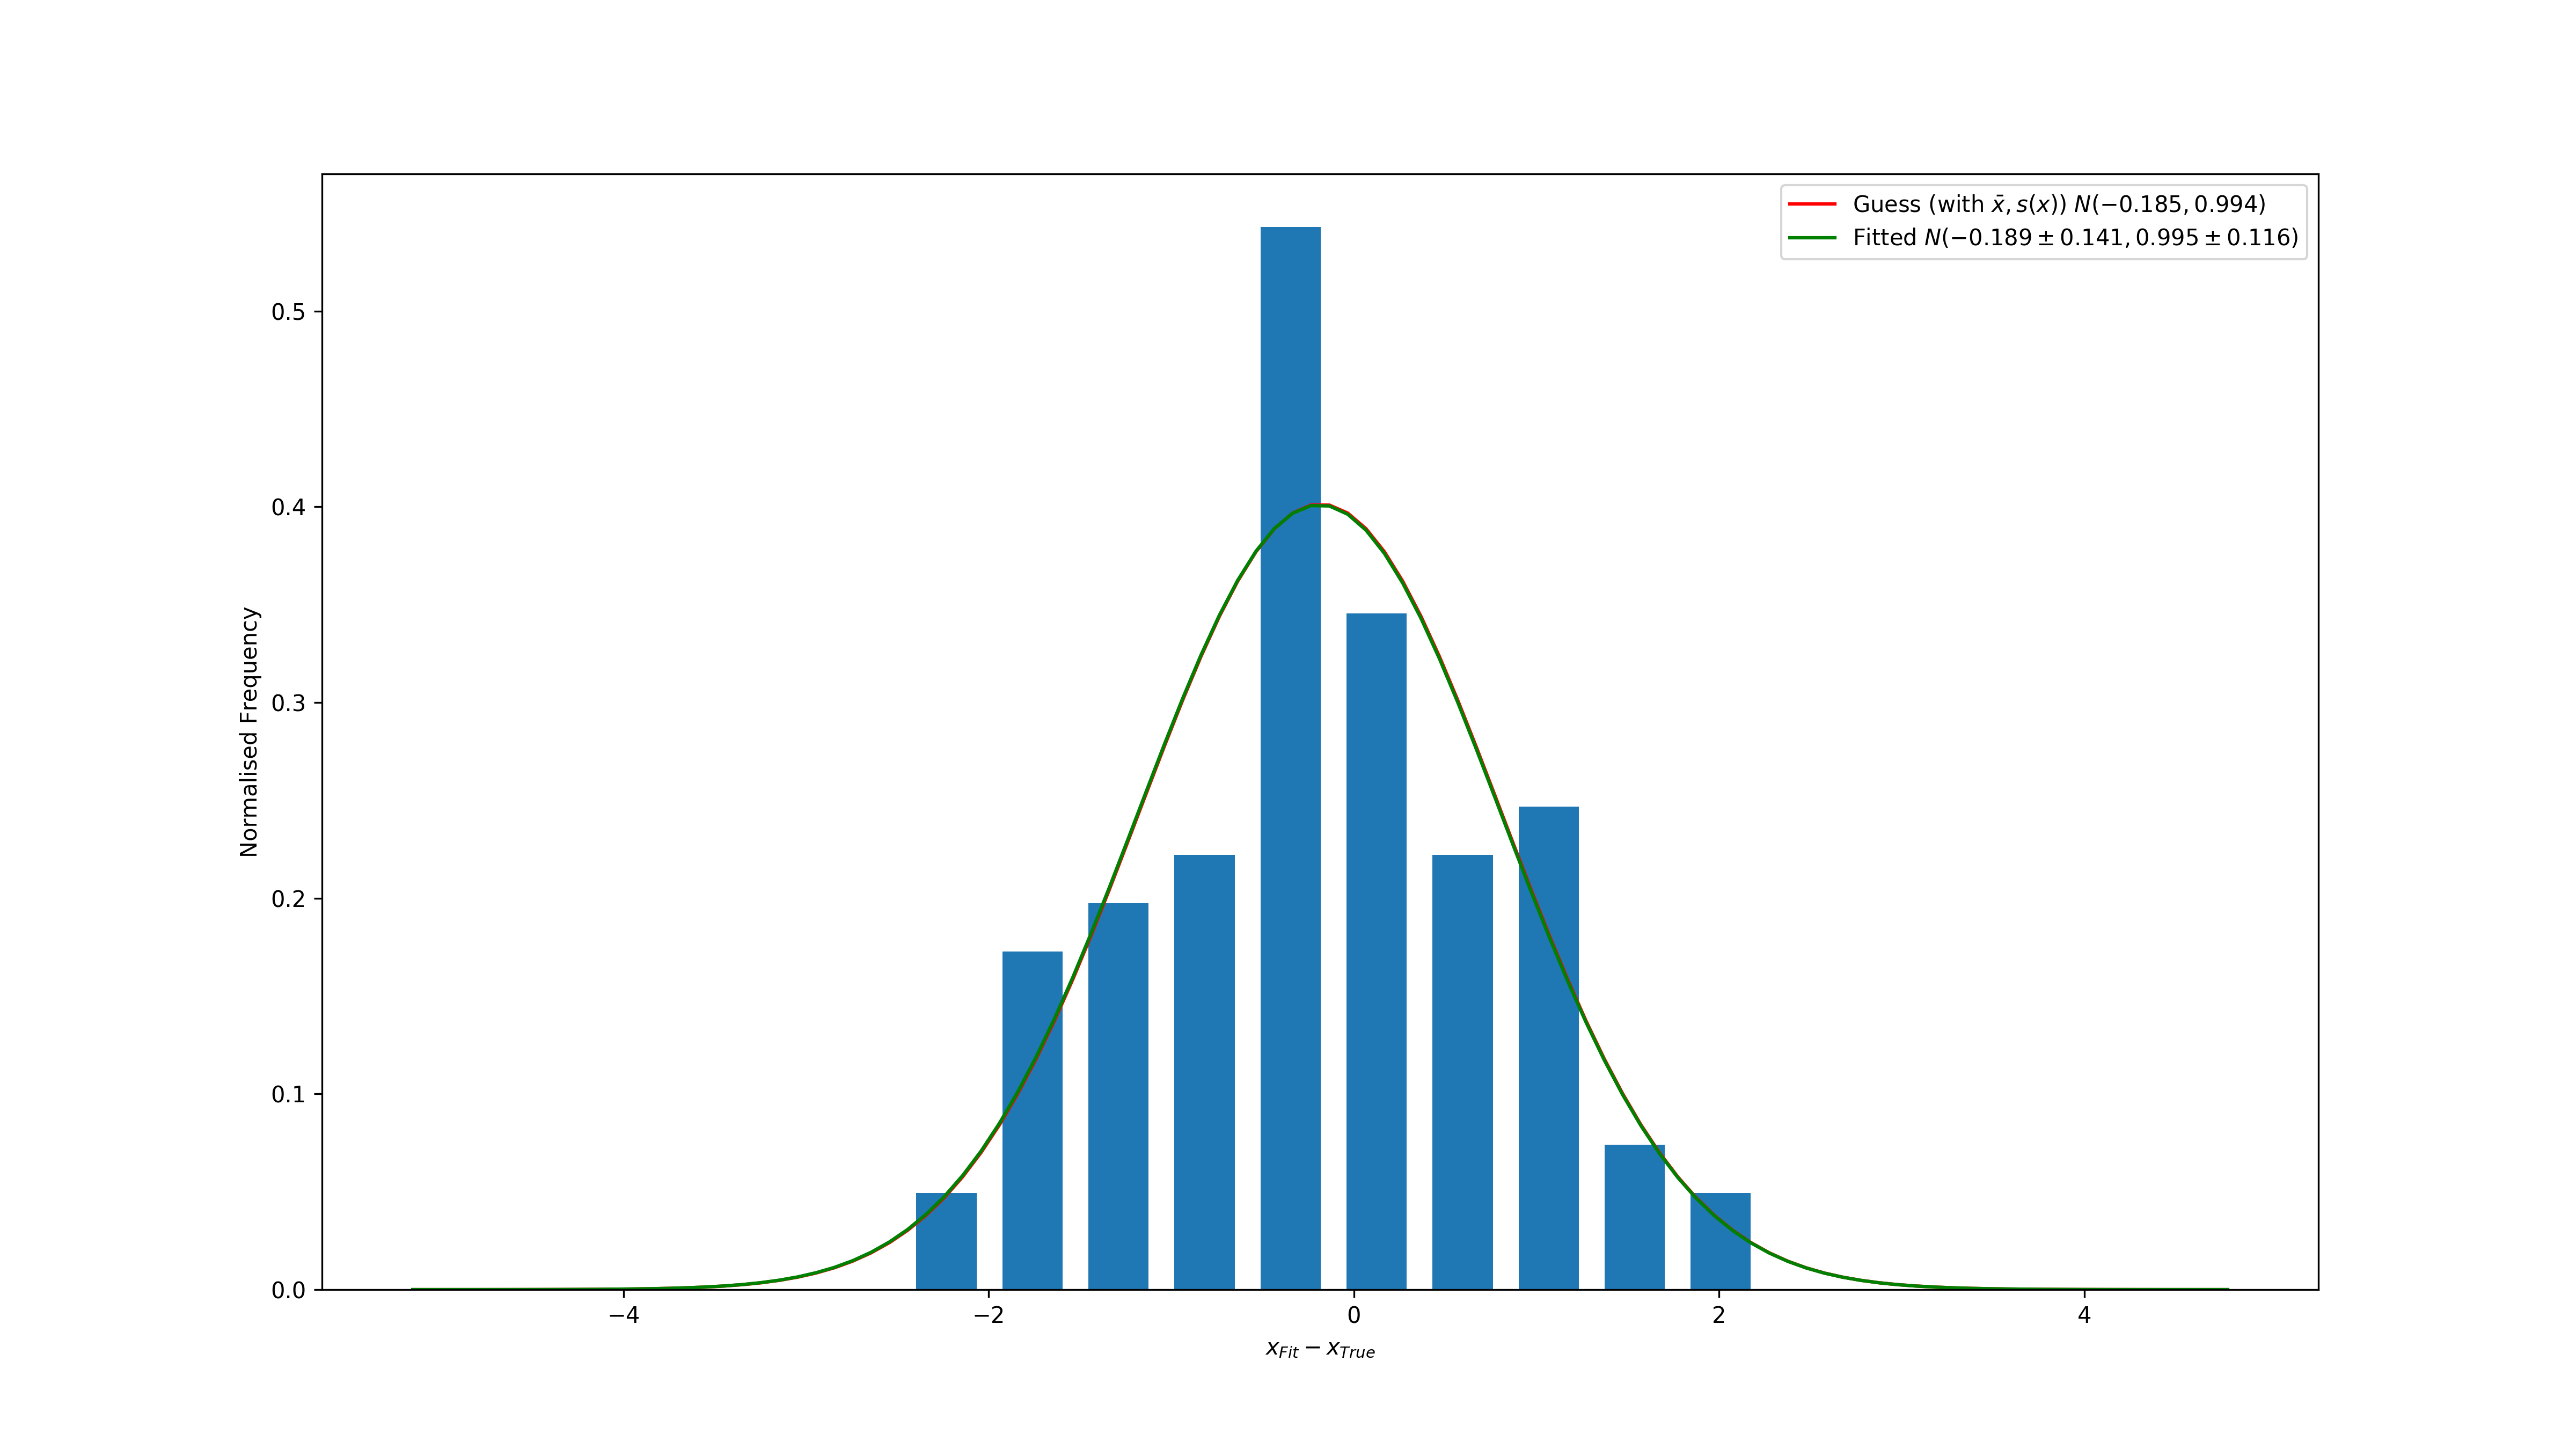 Guess (with x̄, s(x)) N(−0.185, 0.994)
Fitted N(−0.189 ± 0.141, 0.995 ± 0.116)
0.5
0.4
0.3
0.2
0.1
0.0
Normalised Frequency
−4 −2 0 2 4
x_Fit − x_True